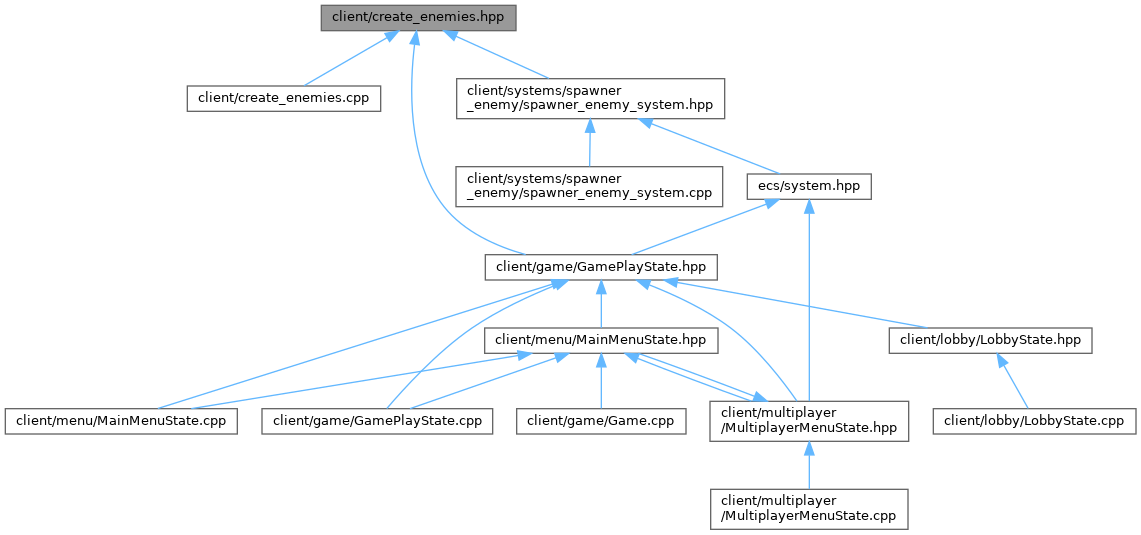 client/create_enemies.hpp
client/create_enemies.cpp
client/systems/spawner
_enemy/spawner_enemy_system.hpp
client/systems/spawner
_enemy/spawner_enemy_system.cpp
ecs/system.hpp
client/game/GamePlayState.hpp
client/menu/MainMenuState.hpp
client/lobby/LobbyState.hpp
client/menu/MainMenuState.cpp
client/game/GamePlayState.cpp
client/game/Game.cpp
client/multiplayer
/MultiplayerMenuState.hpp
client/lobby/LobbyState.cpp
client/multiplayer
/MultiplayerMenuState.cpp